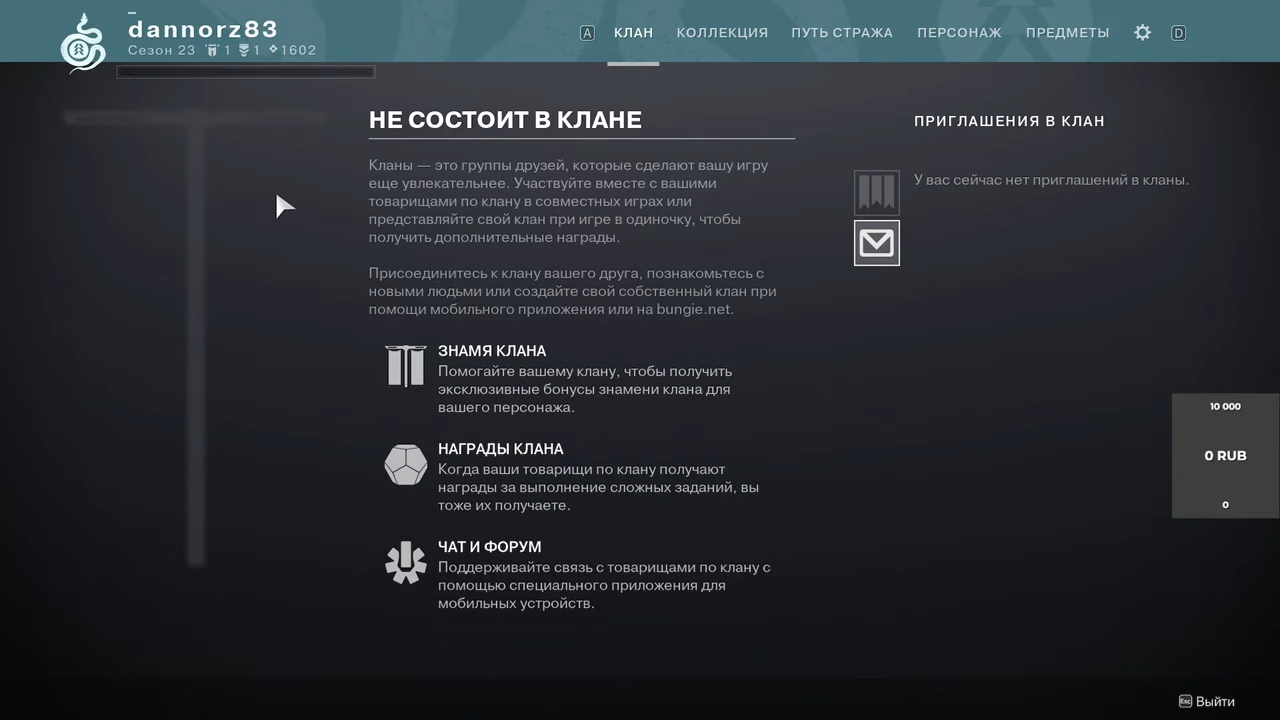 dannorz83
Сезон 23 1 1 1602
A КЛАН КОЛЛЕКЦИЯ ПУТЬ СТРАЖА ПЕРСОНАЖ ПРЕДМЕТЫ D
НЕ СОСТОИТ В КЛАНЕ
Кланы — это группы друзей, которые сделают вашу игру
еще увлекательнее. Участвуйте вместе с вашими
товарищами по клану в совместных играх или
представляйте свой клан при игре в одиночку, чтобы
получить дополнительные награды.
Присоединитесь к клану вашего друга, познакомьтесь с
новыми людьми или создайте свой собственный клан при
помощи мобильного приложения или на bungie.net.
ЗНАМЯ КЛАНА
Помогайте вашему клану, чтобы получить
эксклюзивные бонусы знамени клана для
вашего персонажа.
НАГРАДЫ КЛАНА
Когда ваши товарищи по клану получают
награды за выполнение сложных заданий, вы
тоже их получаете.
ЧАТ И ФОРУМ
Поддерживайте связь с товарищами по клану с
помощью специального приложения для
мобильных устройств.
ПРИГЛАШЕНИЯ В КЛАН
У вас сейчас нет приглашений в кланы.
10 000
0 RUB
0
Esc Выйти